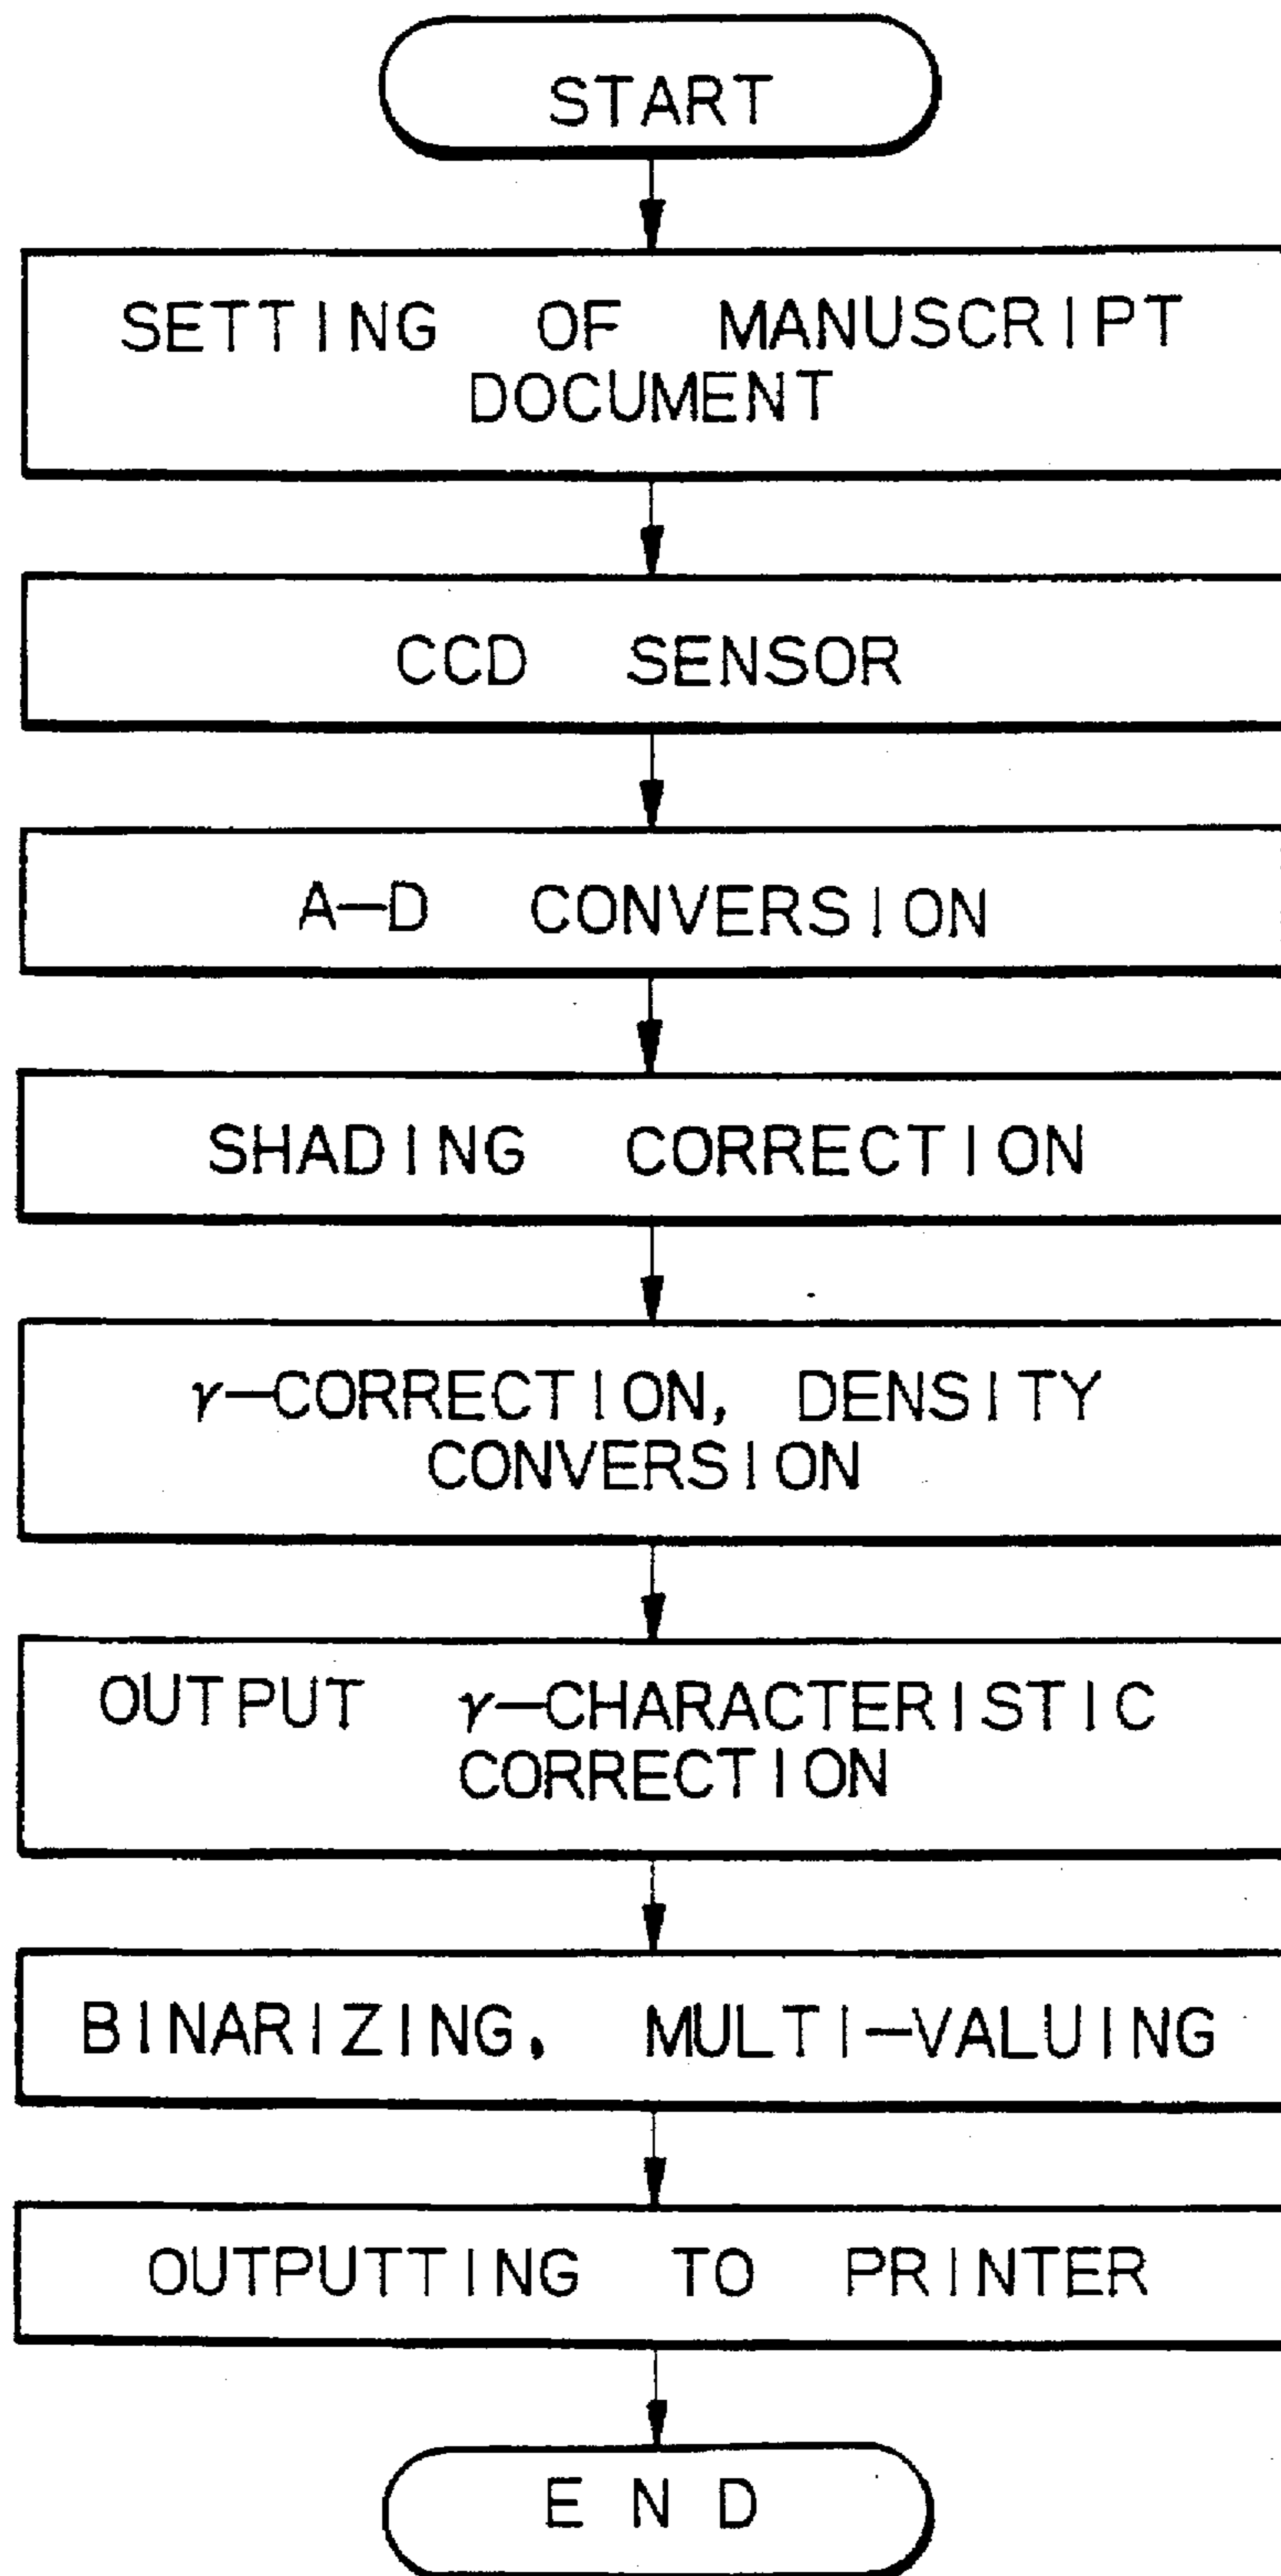 START
SETTING OF MANUSCRIPT
DOCUMENT
CCD SENSOR
A-D CONVERSION
SHADING CORRECTION
γ-CORRECTION, DENSITY
CONVERSION
OUTPUT γ-CHARACTERISTIC
CORRECTION
BINARIZING, MULTI-VALUING
OUTPUTTING TO PRINTER
END